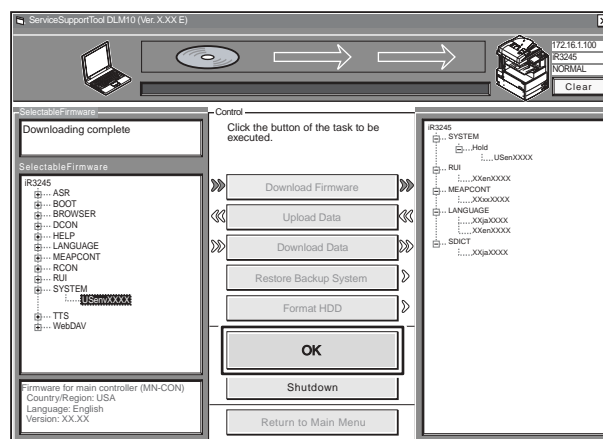 ServiceSupportTool DLM10 (Ver. X.XX E)
172.16.1.100
iR3245
NORMAL
Clear
SelectableFirmware
Downloading complete
SelectableFirmware
iR3245
ASR
BOOT
BROWSER
DCON
HELP
LANGUAGE
MEAPCONT
RCON
RUI
SYSTEM
USenvXXXX
TTS
WebDAV
Firmware for main controller (MN-CON)
Country/Region: USA
Language: English
Version: XX.XX
Control
Click the button of the task to be
executed.
Download Firmware
Upload Data
Download Data
Restore Backup System
Format HDD
OK
Shutdown
Return to Main Menu
iR3245
SYSTEM
Hold
USenXXXX
RUI
XXenXXXX
MEAPCONT
XXxxXXXX
LANGUAGE
XXjaXXXX
XXenXXXX
SDICT
XXjaXXXX